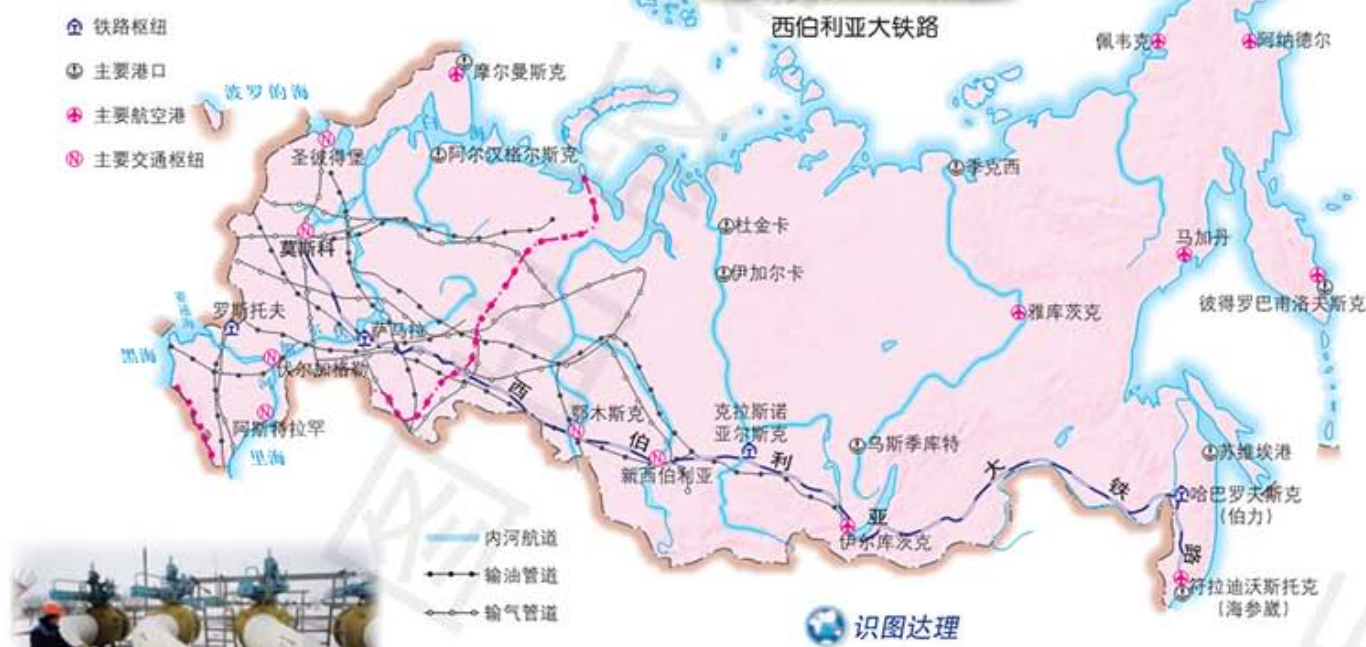 西伯利亚大铁路
铁路枢纽
主要港口
主要航空港
主要交通枢纽
波罗的海
摩尔曼斯克
佩韦克
阿纳德尔
圣彼得堡
白
海
阿尔汉格尔斯克
季克西
莫斯科
杜金卡
伊加尔卡
马加丹
彼得罗巴甫洛夫斯克
雅库茨克
罗斯托夫
萨马拉
黑海
伏尔加格勒
阿斯特拉罕
里海
西
伯
利
亚
大
铁
路
鄂木斯克
新西伯利亚
克拉斯诺
亚尔斯克
乌斯季库特
伊尔库茨克
苏维埃港
哈巴罗夫斯克
(伯力)
符拉迪沃斯托克
(海参崴)
内河航道
输油管道
输气管道
识图达理